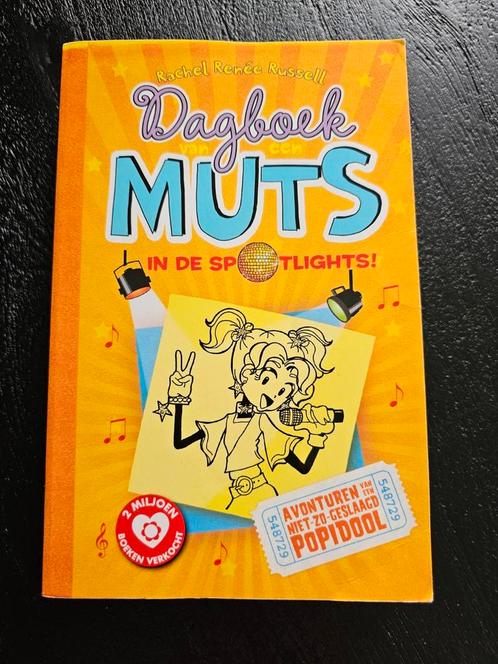 Rachel Renée Russell
Dagboek
van een
MUTS
IN DE SPOTLIGHTS!
2 MILJOEN
BOEKEN VERKOCHT
548729
AVONTUREN VAN EEN
NIET-ZO-GESLAAGD
POPIDOOL
548729